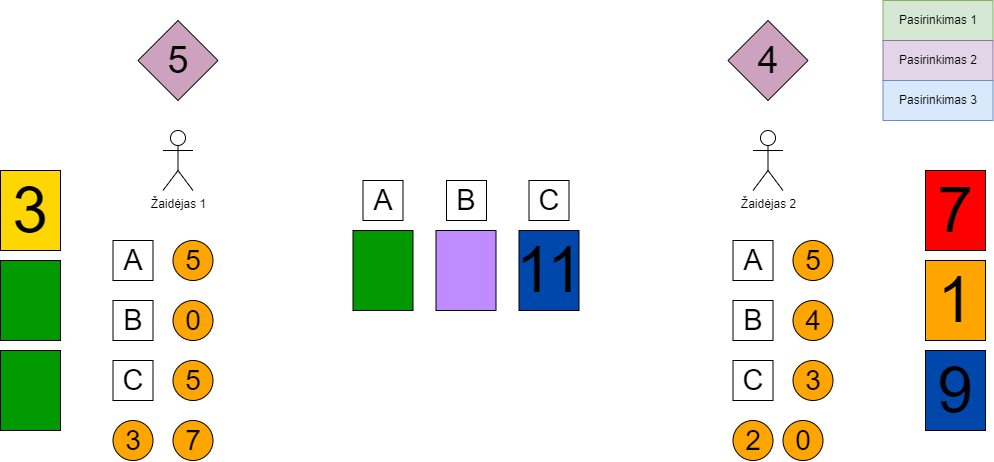 5
4
Pasirinkimas 1
Pasirinkimas 2
Pasirinkimas 3
Žaidėjas 1
Žaidėjas 2
3
A
B
C
11
7
1
9
A 5
B 0
C 5
3 7
A 5
B 4
C 3
2 0